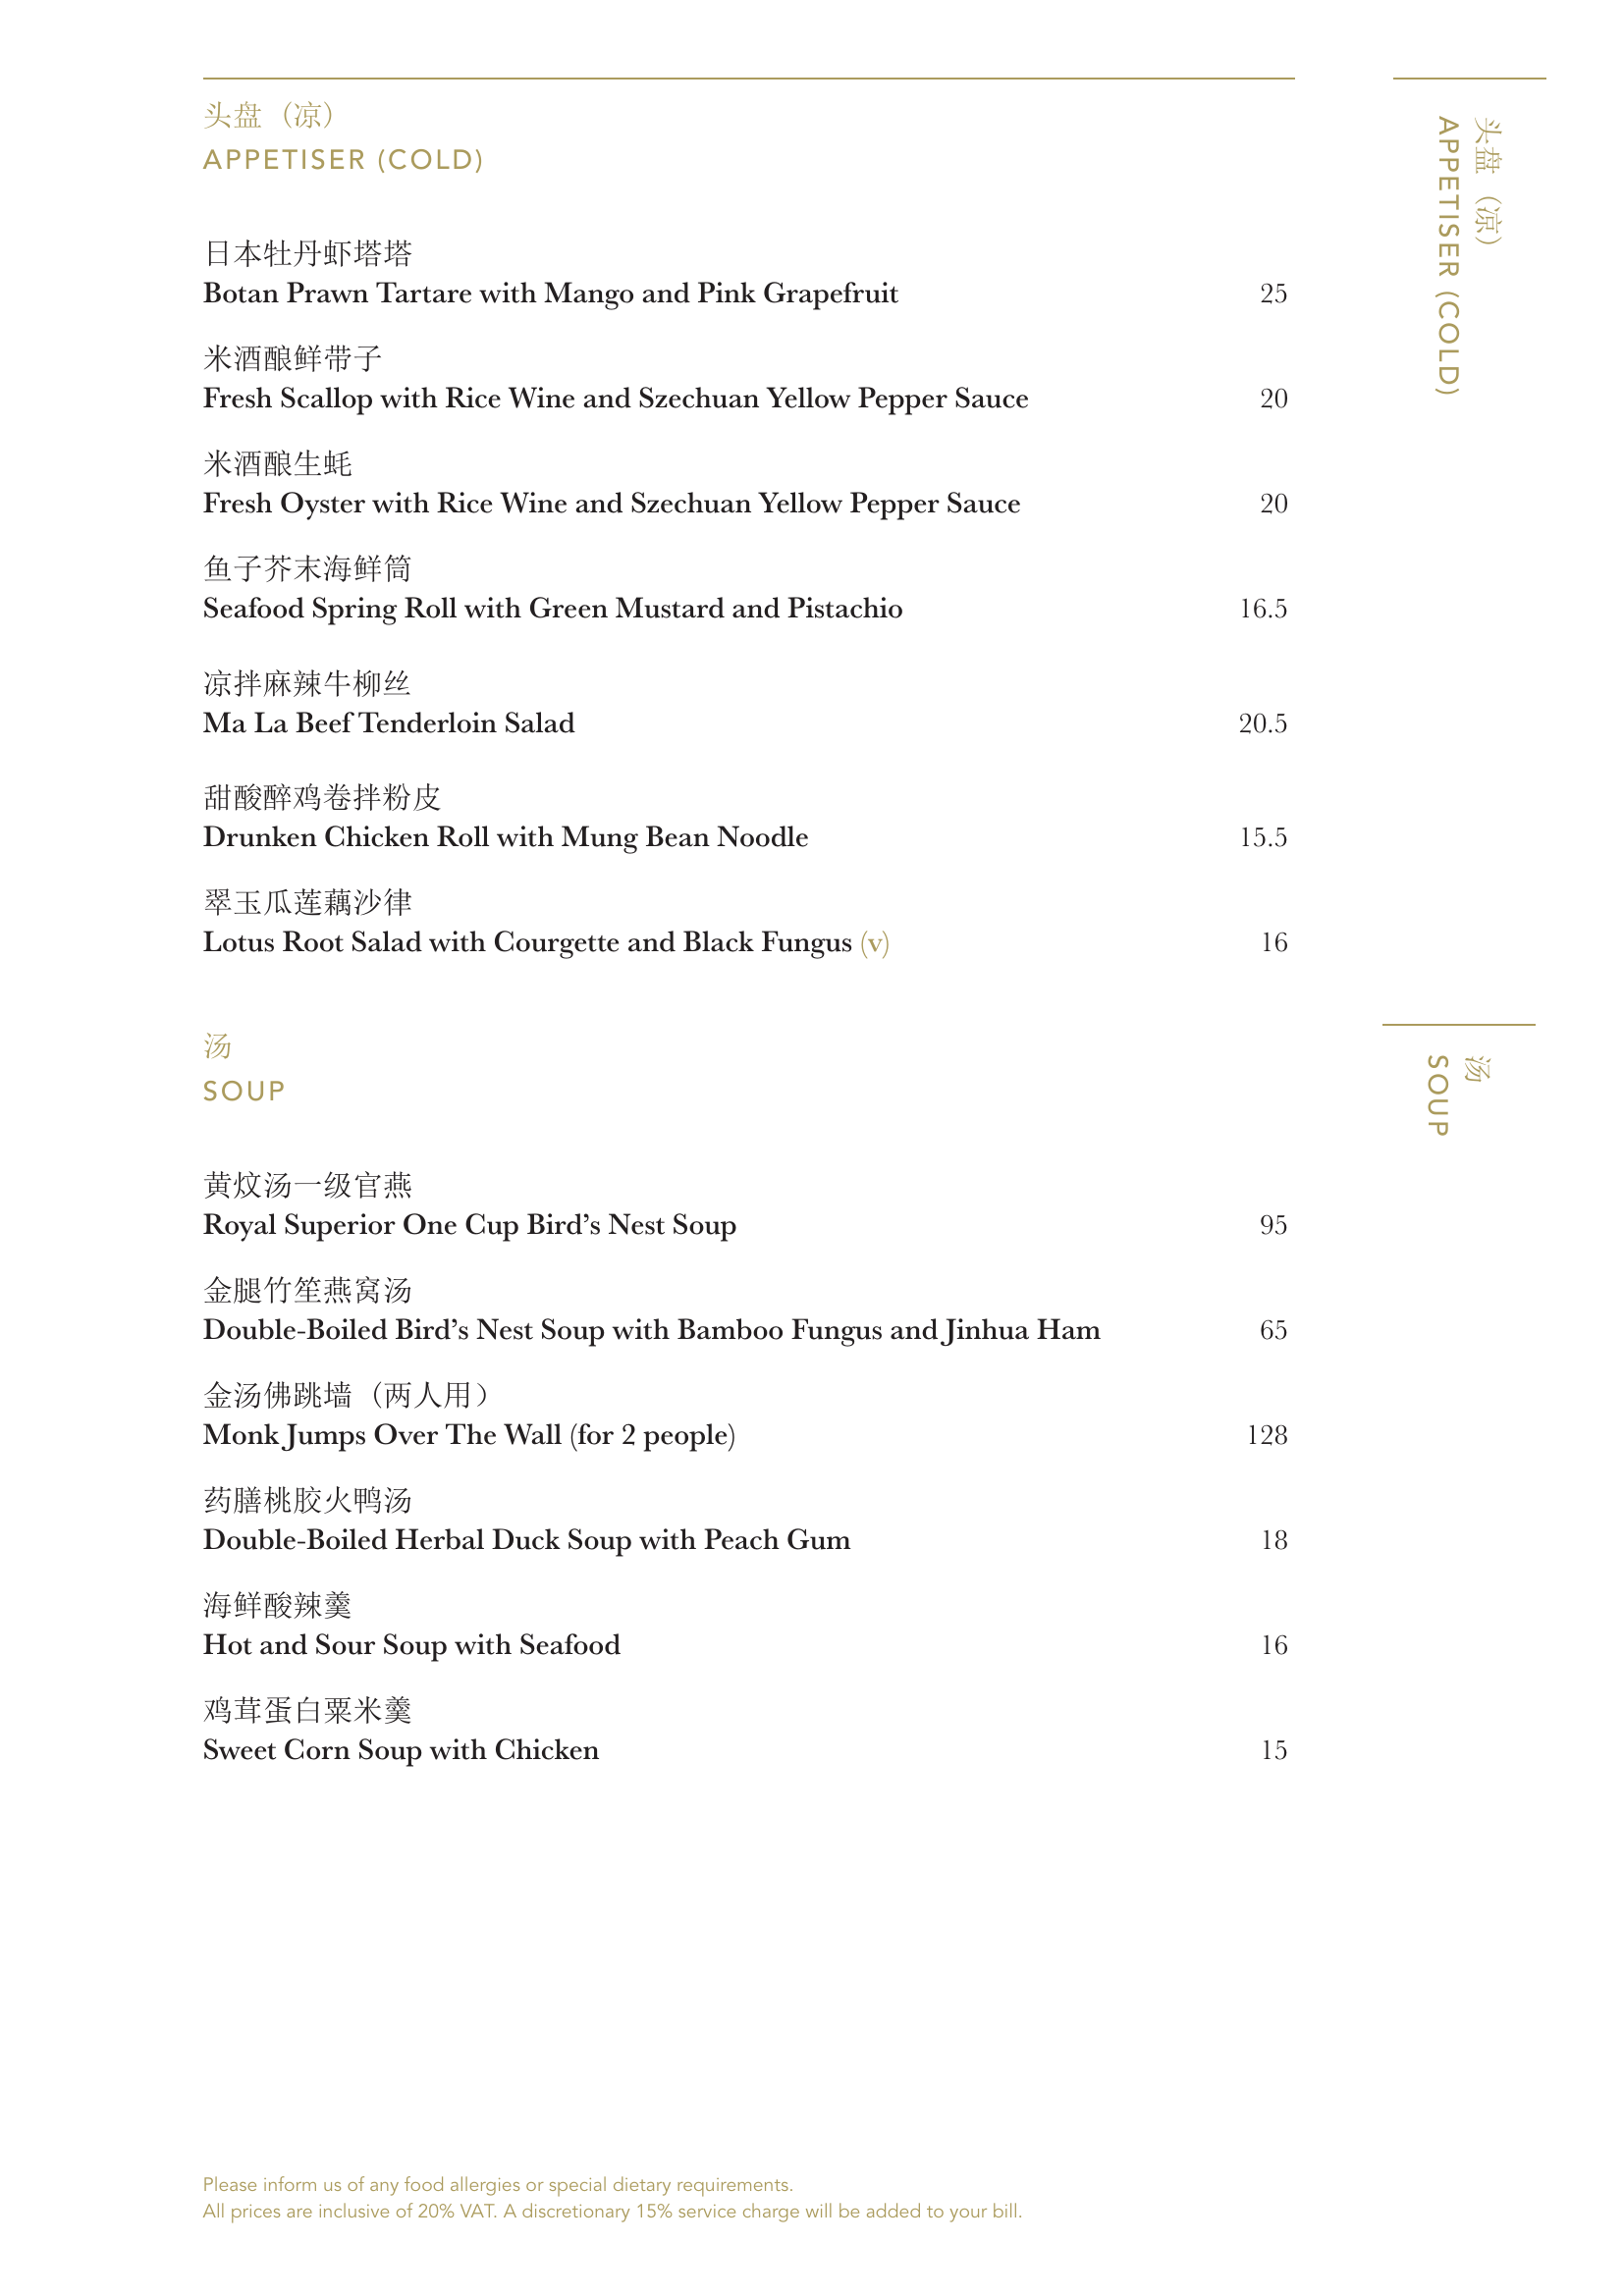 头盘（凉）
APPETISER (COLD)
日本牡丹虾塔塔
Botan Prawn Tartare with Mango and Pink Grapefruit 25
米酒酿鲜带子
Fresh Scallop with Rice Wine and Szechuan Yellow Pepper Sauce 20
米酒酿生蚝
Fresh Oyster with Rice Wine and Szechuan Yellow Pepper Sauce 20
鱼子芥末海鲜筒
Seafood Spring Roll with Green Mustard and Pistachio 16.5
凉拌麻辣牛柳丝
Ma La Beef Tenderloin Salad 20.5
甜酸醉鸡卷拌粉皮
Drunken Chicken Roll with Mung Bean Noodle 15.5
翠玉瓜莲藕沙律
Lotus Root Salad with Courgette and Black Fungus (v) 16
汤
SOUP
黄炆汤一级官燕
Royal Superior One Cup Bird’s Nest Soup 95
金腿竹笙燕窝汤
Double-Boiled Bird’s Nest Soup with Bamboo Fungus and Jinhua Ham 65
金汤佛跳墙（两人用）
Monk Jumps Over The Wall (for 2 people) 128
药膳桃胶火鸭汤
Double-Boiled Herbal Duck Soup with Peach Gum 18
海鲜酸辣羹
Hot and Sour Soup with Seafood 16
鸡茸蛋白粟米羹
Sweet Corn Soup with Chicken 15
Please inform us of any food allergies or special dietary requirements.
All prices are inclusive of 20% VAT. A discretionary 15% service charge will be added to your bill.
头盘（凉）
APPETISER (COLD)
汤
SOUP